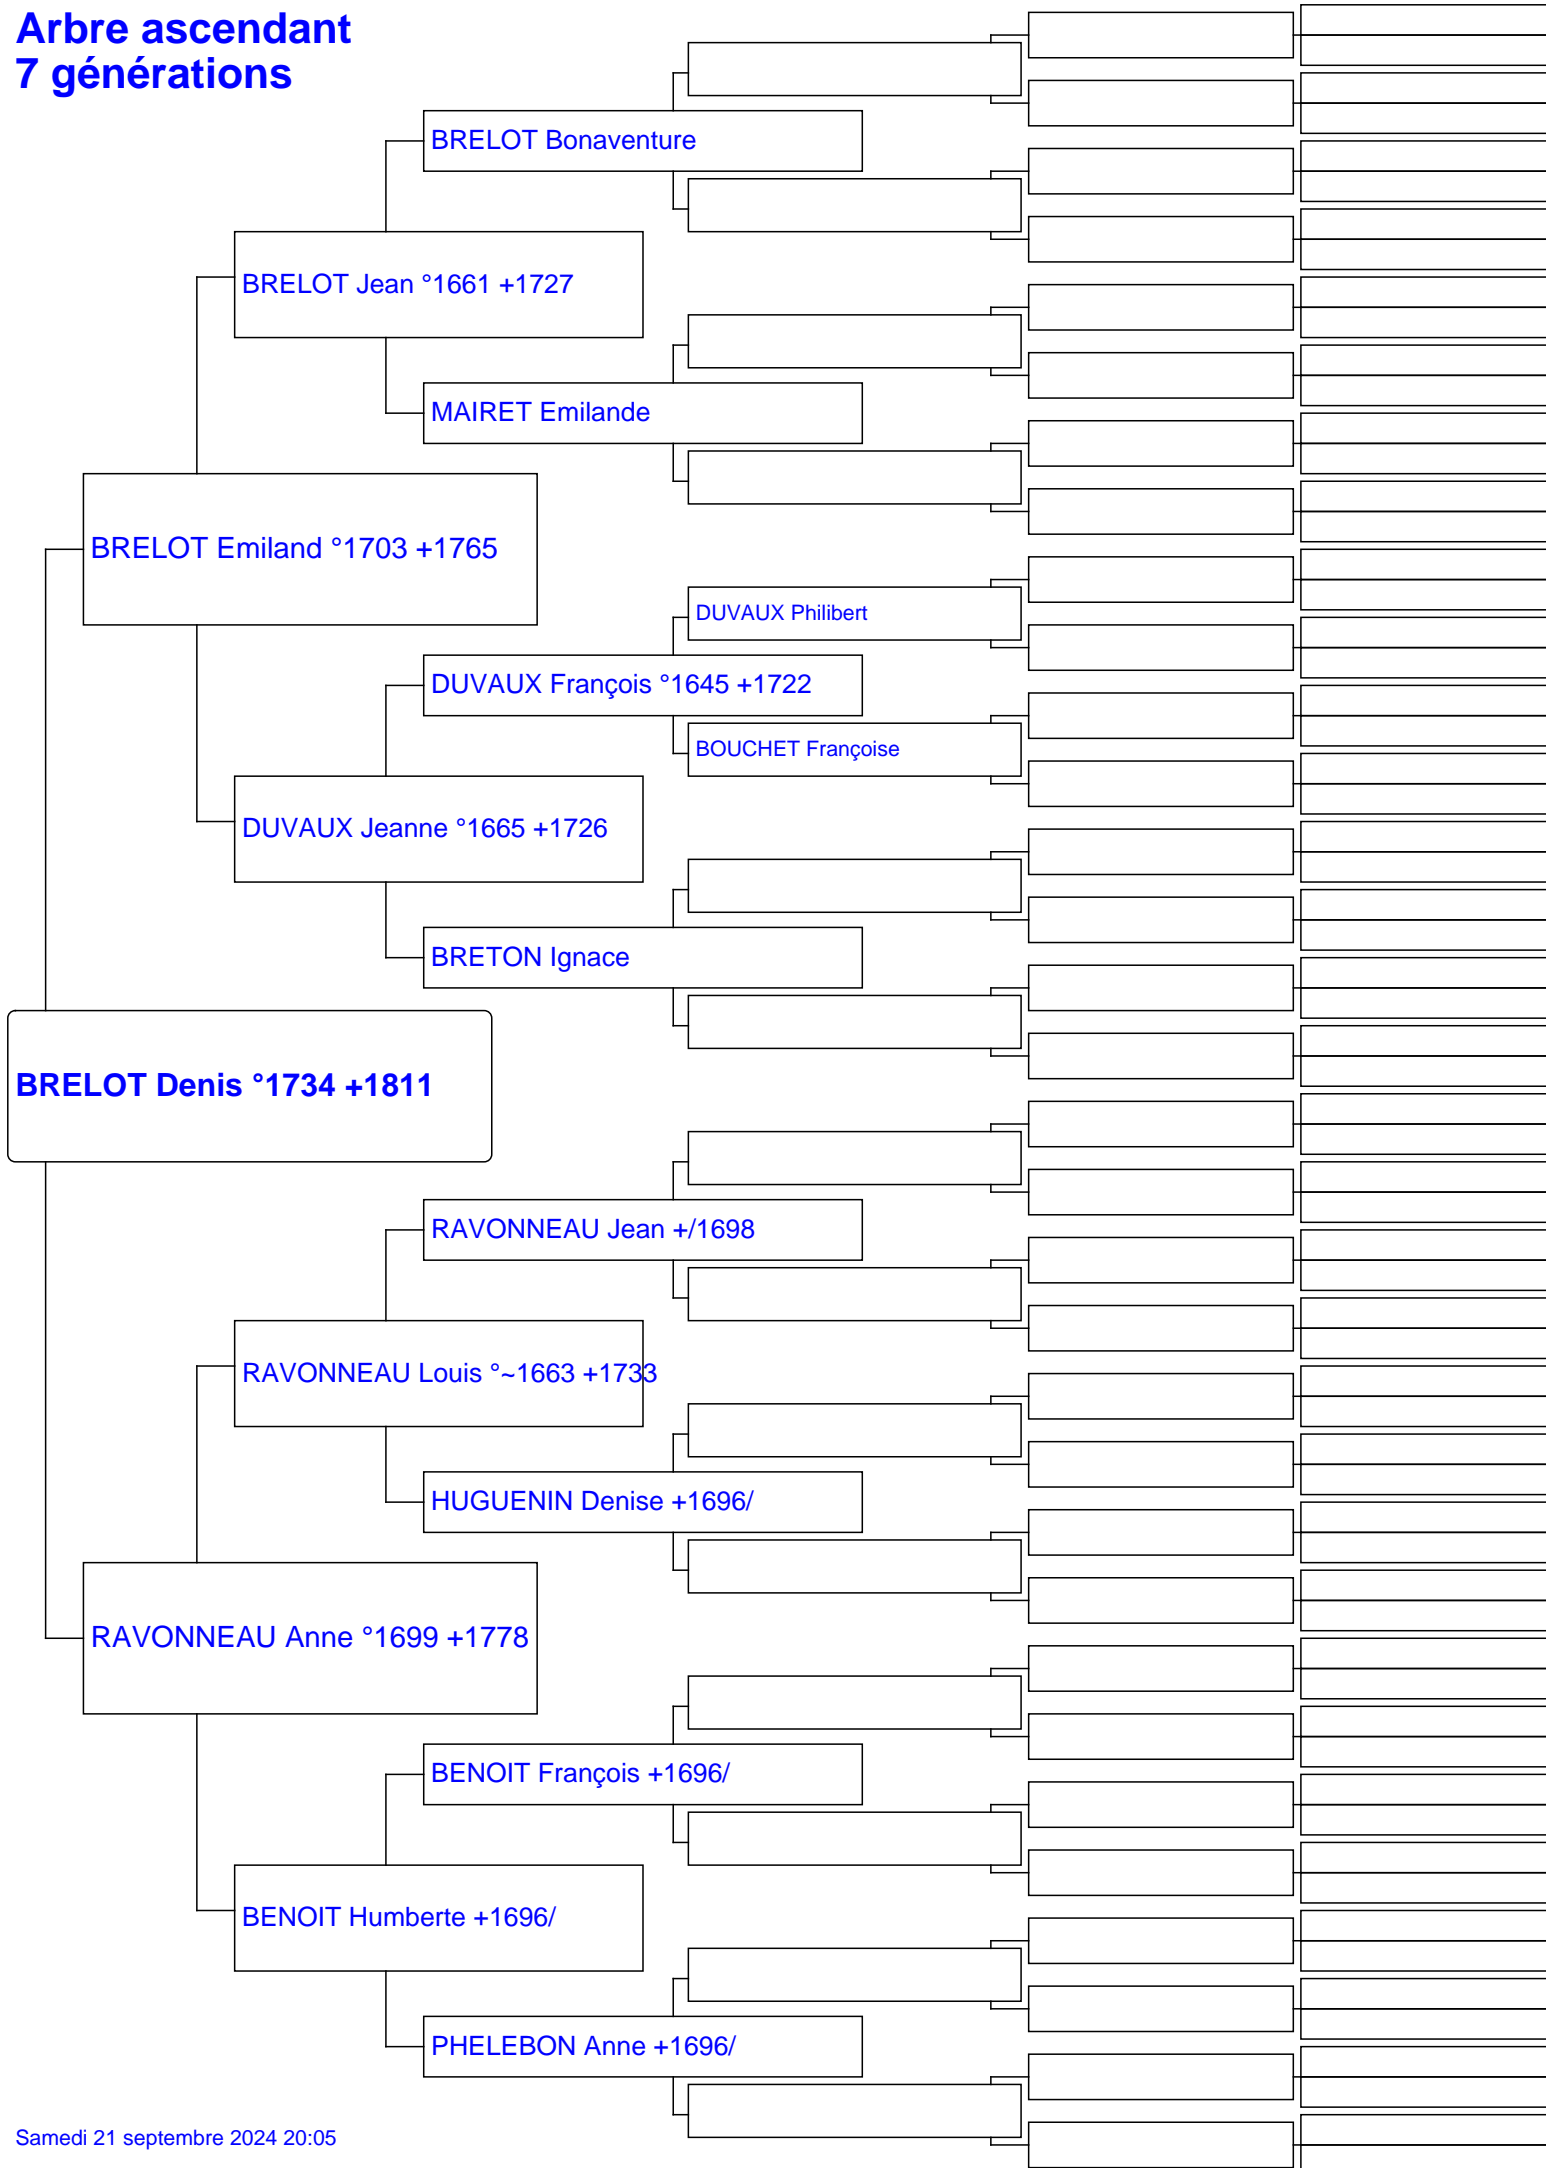 Arbre ascendant
7 générations
BRELOT Bonaventure
BRELOT Jean °1661 +1727
MAIRET Emilande
BRELOT Emiland °1703 +1765
DUVAUX Philibert
DUVAUX François °1645 +1722
BOUCHET Françoise
DUVAUX Jeanne °1665 +1726
BRETON Ignace
BRELOT Denis °1734 +1811
RAVONNEAU Jean +/1698
RAVONNEAU Louis °~1663 +1733
HUGUENIN Denise +1696/
RAVONNEAU Anne °1699 +1778
BENOIT François +1696/
BENOIT Humberte +1696/
PHELEBON Anne +1696/
Samedi 21 septembre 2024 20:05